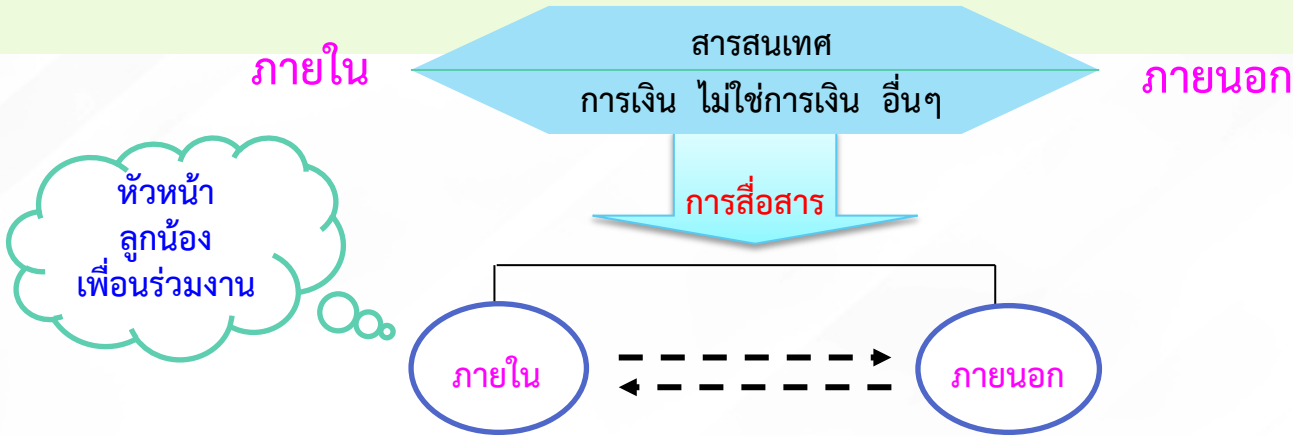 สารสนเทศ
ภายใน
ภายนอก
การเงิน ไม่ใช่การเงิน อื่นๆ
การสื่อสาร
หัวหน้า
ลูกน้อง
เพื่อนร่วมงาน
ภายใน
ภายนอก